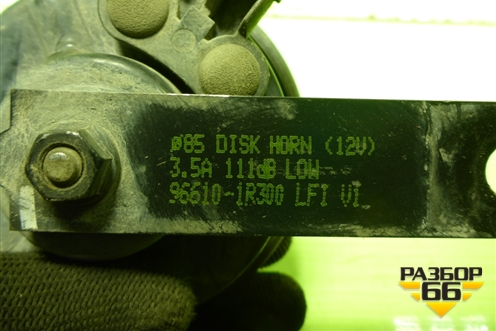 ø85 DISK HORN (12V)
3.5A 111dB LOW
96610-1R300 LFI VI
РАЗБОР
66